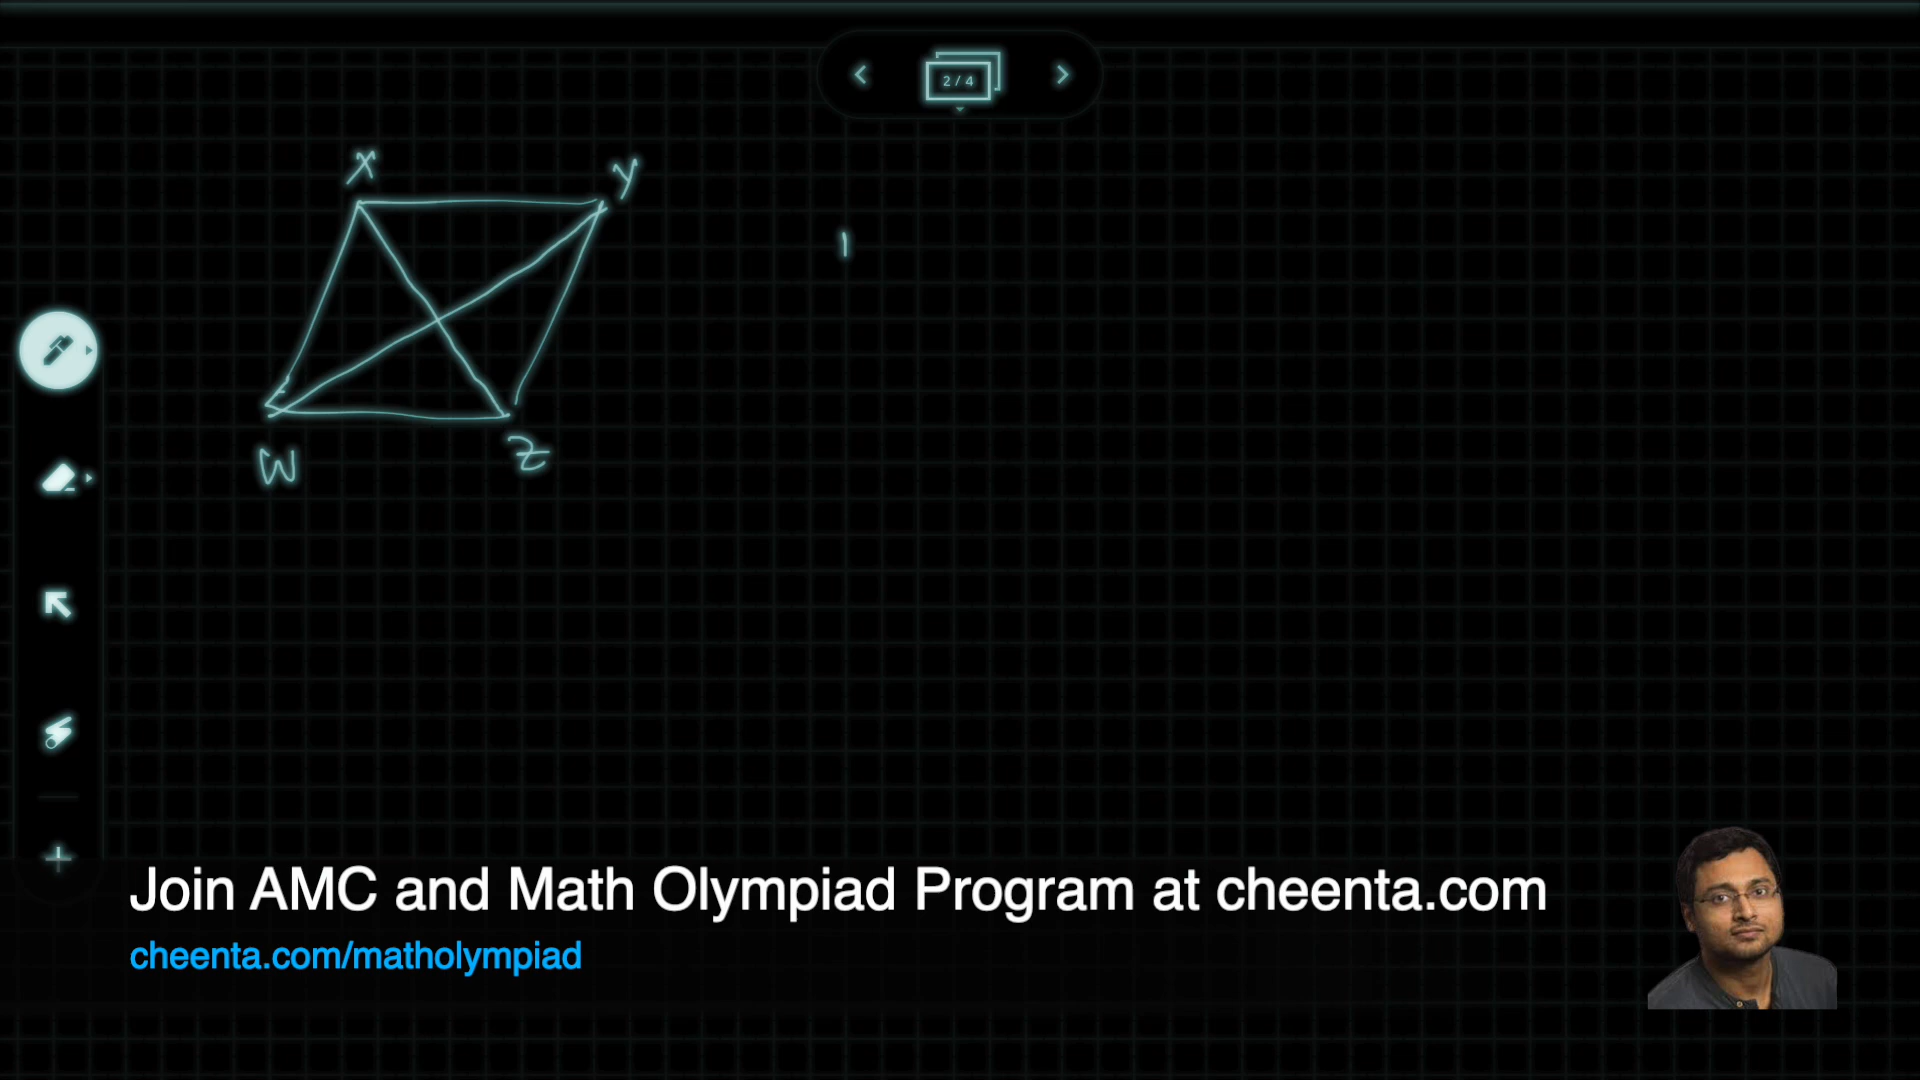 2 / 4
X
Y
1
W
Z
Join AMC and Math Olympiad Program at cheenta.com
cheenta.com/matholympiad